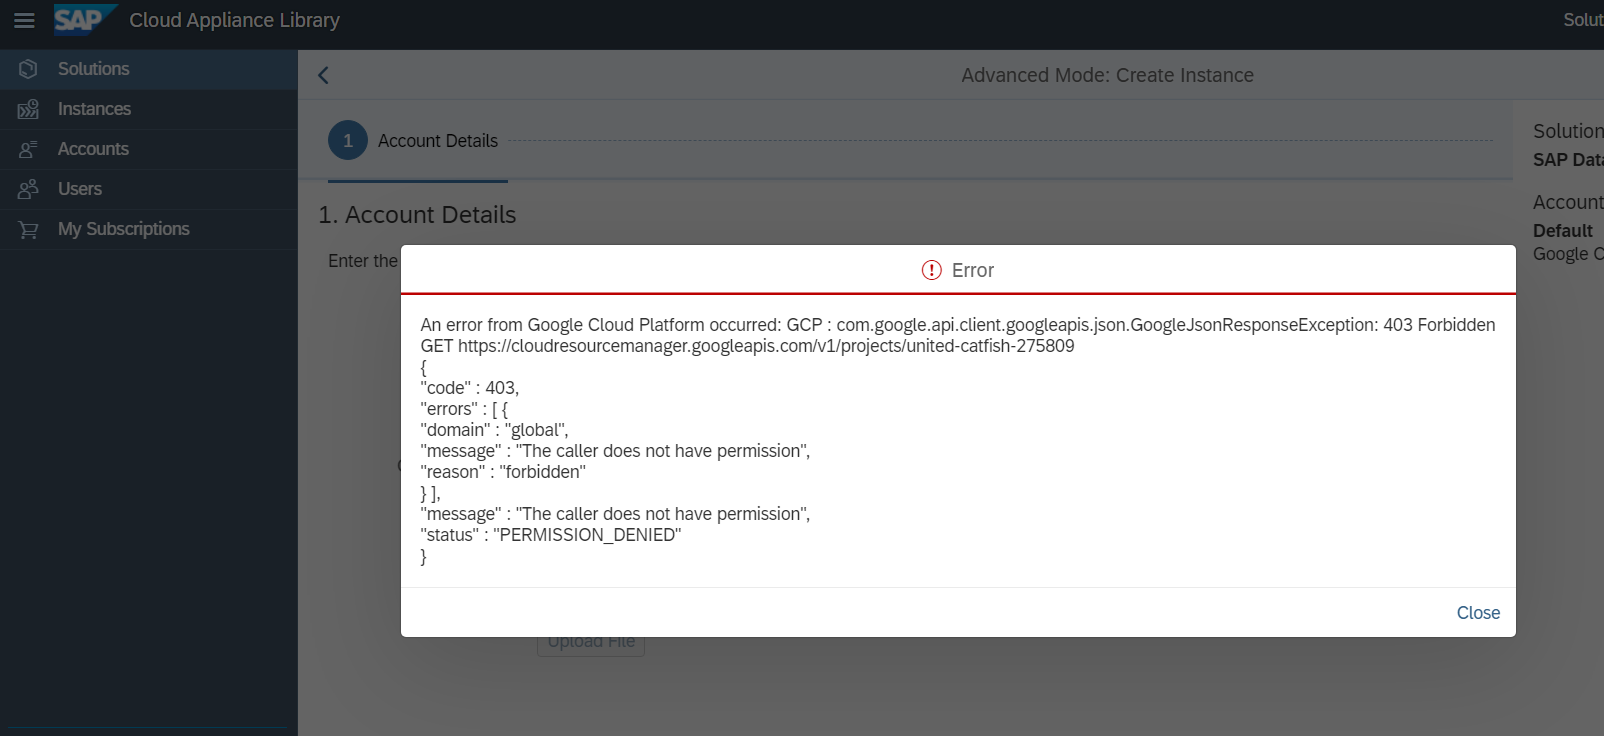 SAP Cloud Appliance Library
Solut
Solutions
Instances
Accounts
Users
My Subscriptions
Advanced Mode: Create Instance
1 Account Details
Solution
SAP Data
Account
Default
Google C
1. Account Details
Enter the
Error
An error from Google Cloud Platform occurred: GCP : com.google.api.client.googleapis.json.GoogleJsonResponseException: 403 Forbidden
GET https://cloudresourcemanager.googleapis.com/v1/projects/united-catfish-275809
{
"code" : 403,
"errors" : [ {
"domain" : "global",
"message" : "The caller does not have permission",
"reason" : "forbidden"
} ],
"message" : "The caller does not have permission",
"status" : "PERMISSION_DENIED"
}
Close
Upload File